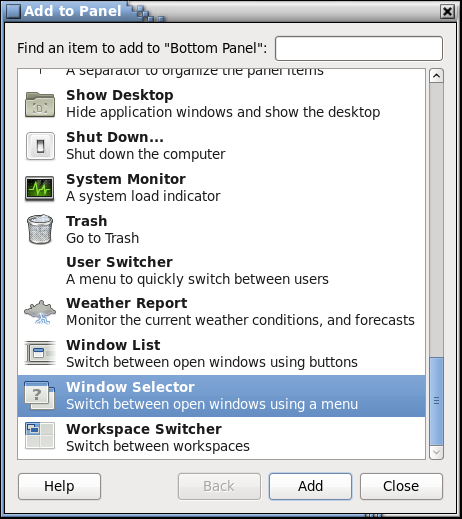 Add to Panel
Find an item to add to "Bottom Panel":
A separator to organize the panel items
Show Desktop
Hide application windows and show the desktop
Shut Down...
Shut down the computer
System Monitor
A system load indicator
Trash
Go to Trash
User Switcher
A menu to quickly switch between users
Weather Report
Monitor the current weather conditions, and forecasts
Window List
Switch between open windows using buttons
Window Selector
Switch between open windows using a menu
Workspace Switcher
Switch between workspaces
Help Back Add Close